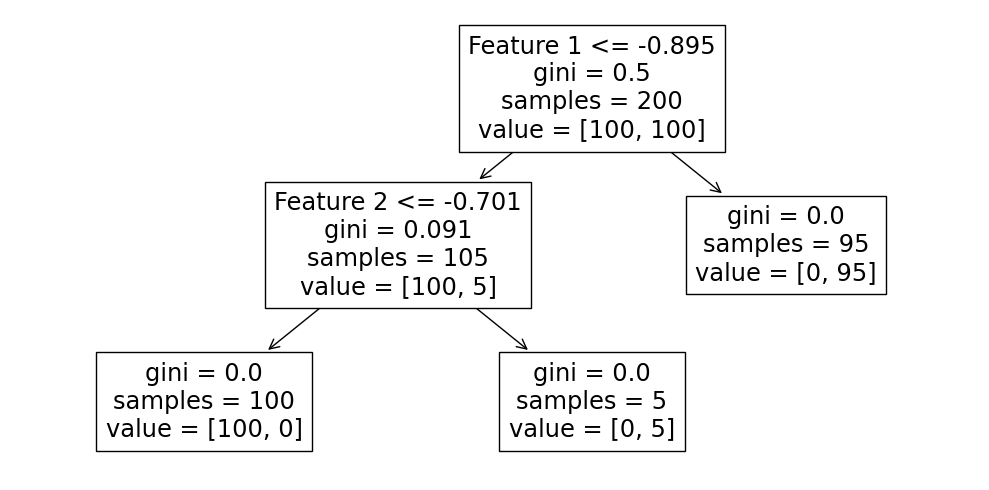 Feature 1 <= -0.895
gini = 0.5
samples = 200
value = [100, 100]
Feature 2 <= -0.701
gini = 0.091
samples = 105
value = [100, 5]
gini = 0.0
samples = 95
value = [0, 95]
gini = 0.0
samples = 100
value = [100, 0]
gini = 0.0
samples = 5
value = [0, 5]